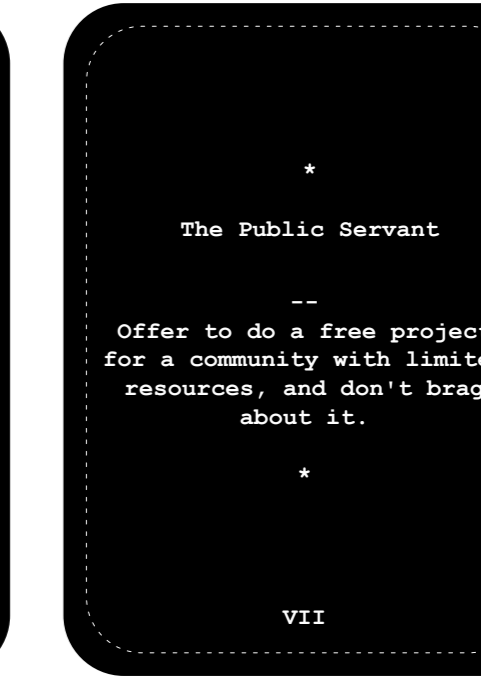 *
The Public Servant
--
Offer to do a free project
for a community with limite
resources, and don't brag
about it.
*
VII